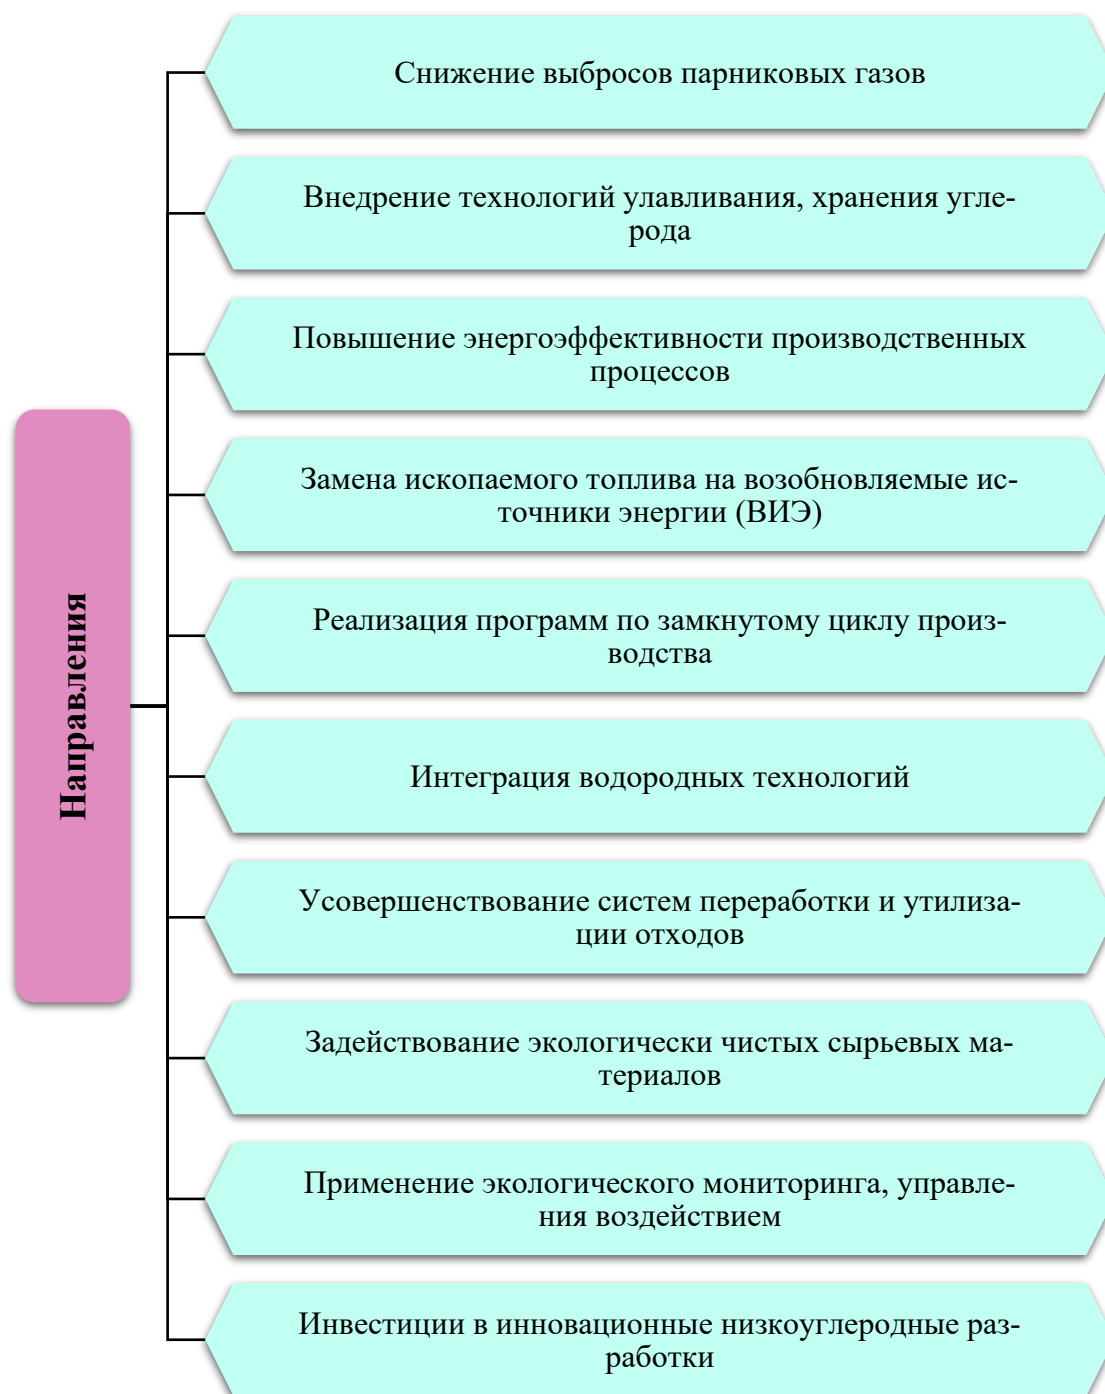 Направления
Снижение выбросов парниковых газов
Внедрение технологий улавливания, хранения угле-
рода
Повышение энергоэффективности производственных
процессов
Замена ископаемого топлива на возобновляемые ис-
точники энергии (ВИЭ)
Реализация программ по замкнутому циклу произ-
водства
Интеграция водородных технологий
Усовершенствование систем переработки и утилиза-
ции отходов
Задействование экологически чистых сырьевых ма-
териалов
Применение экологического мониторинга, управле-
ния воздействием
Инвестиции в инновационные низкоуглеродные раз-
работки